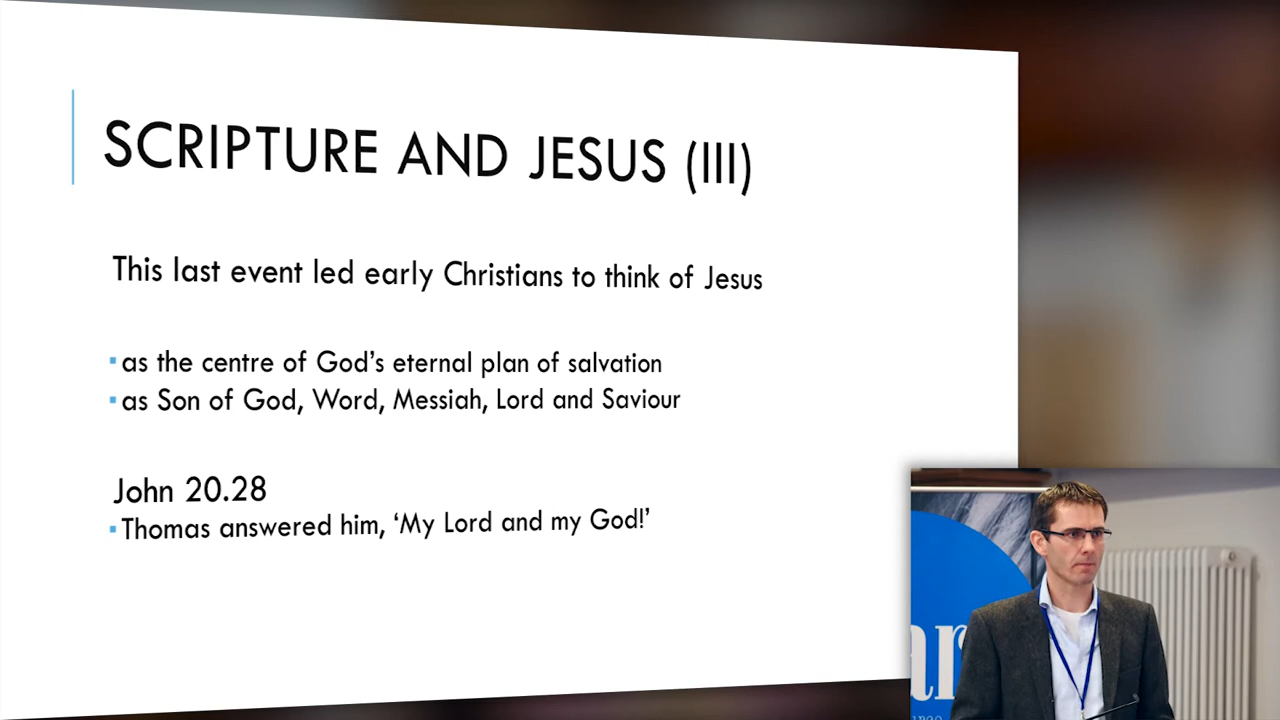 SCRIPTURE AND JESUS (III)
This last event led early Christians to think of Jesus
▪ as the centre of God's eternal plan of salvation
▪ as Son of God, Word, Messiah, Lord and Saviour
John 20.28
▪ Thomas answered him, ‘My Lord and my God!’
ar